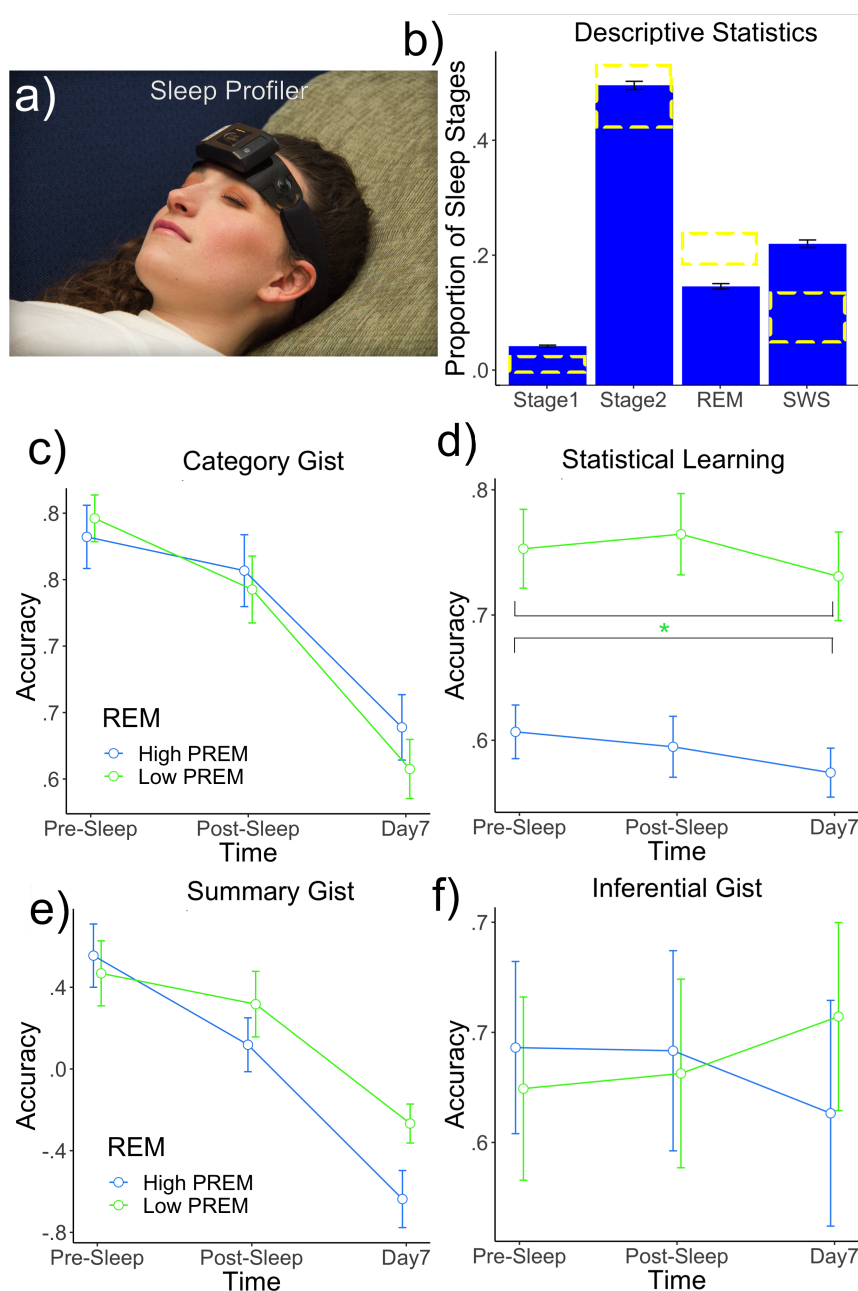 a)
Sleep Profiler
b)
Descriptive Statistics
Proportion of Sleep Stages
.4
.2
.0
Stage1 Stage2 REM SWS
c)
Category Gist
Accuracy
.8
.8
.7
.7
.6
REM
High PREM
Low PREM
Pre-Sleep Post-Sleep Day7
Time
d)
Statistical Learning
Accuracy
.8
.7
.6
*
Pre-Sleep Post-Sleep Day7
Time
e)
Summary Gist
Accuracy
.4
.0
-.4
-.8
REM
High PREM
Low PREM
Pre-Sleep Post-Sleep Day7
Time
f)
Inferential Gist
Accuracy
.7
.7
.6
Pre-Sleep Post-Sleep Day7
Time